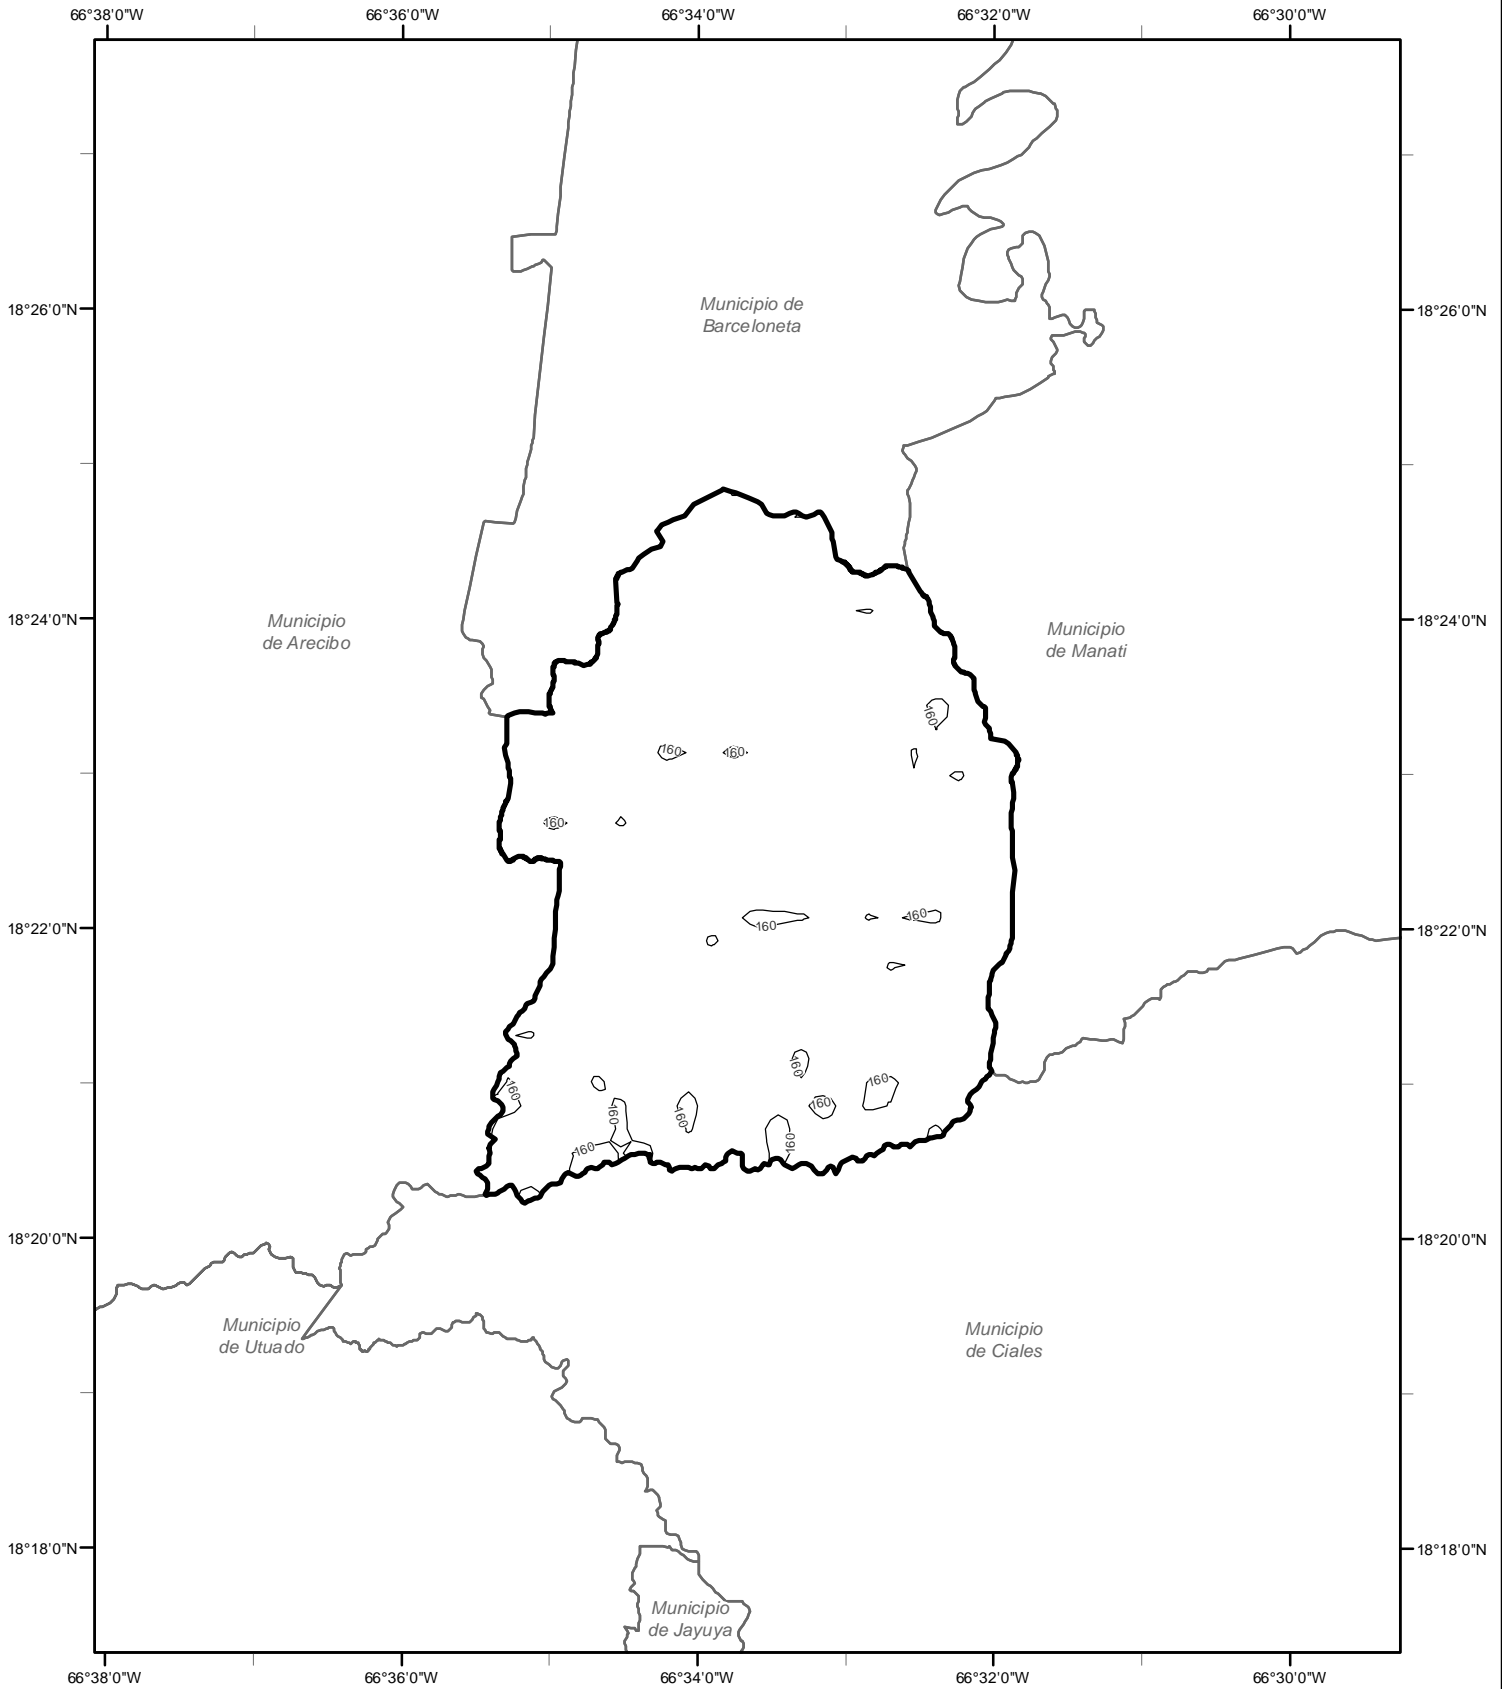 66°38'0"W
66°36'0"W
66°34'0"W
66°32'0"W
66°30'0"W
18°26'0"N
Municipio de
Barceloneta
18°26'0"N
18°24'0"N
Municipio
de Arecibo
Municipio
de Manati
18°24'0"N
160
160
160
160
18°22'0"N
160
160
18°22'0"N
160
160
160
160
160
160
160
160
160
18°20'0"N
18°20'0"N
Municipio
de Utuado
Municipio
de Ciales
18°18'0"N
18°18'0"N
Municipio
de Jayuya
66°38'0"W
66°36'0"W
66°34'0"W
66°32'0"W
66°30'0"W